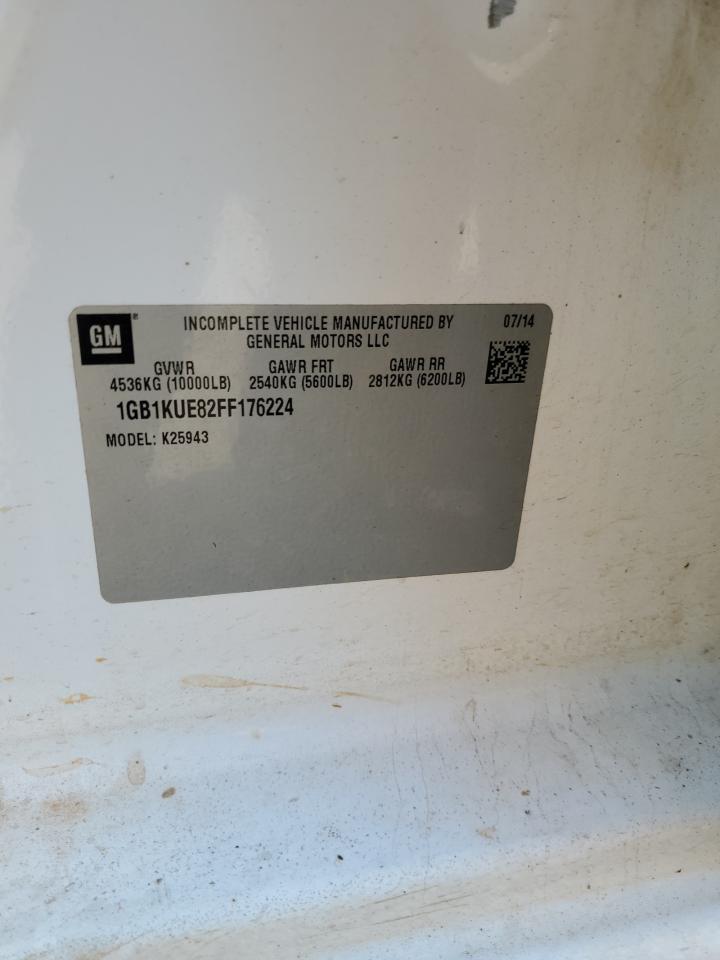 GM
INCOMPLETE VEHICLE MANUFACTURED BY
GENERAL MOTORS LLC
07/14
GVWR GAWR FRT GAWR RR
4536KG (10000LB) 2540KG (5600LB) 2812KG (6200LB)
1GB1KUE82FF176224
MODEL: K25943